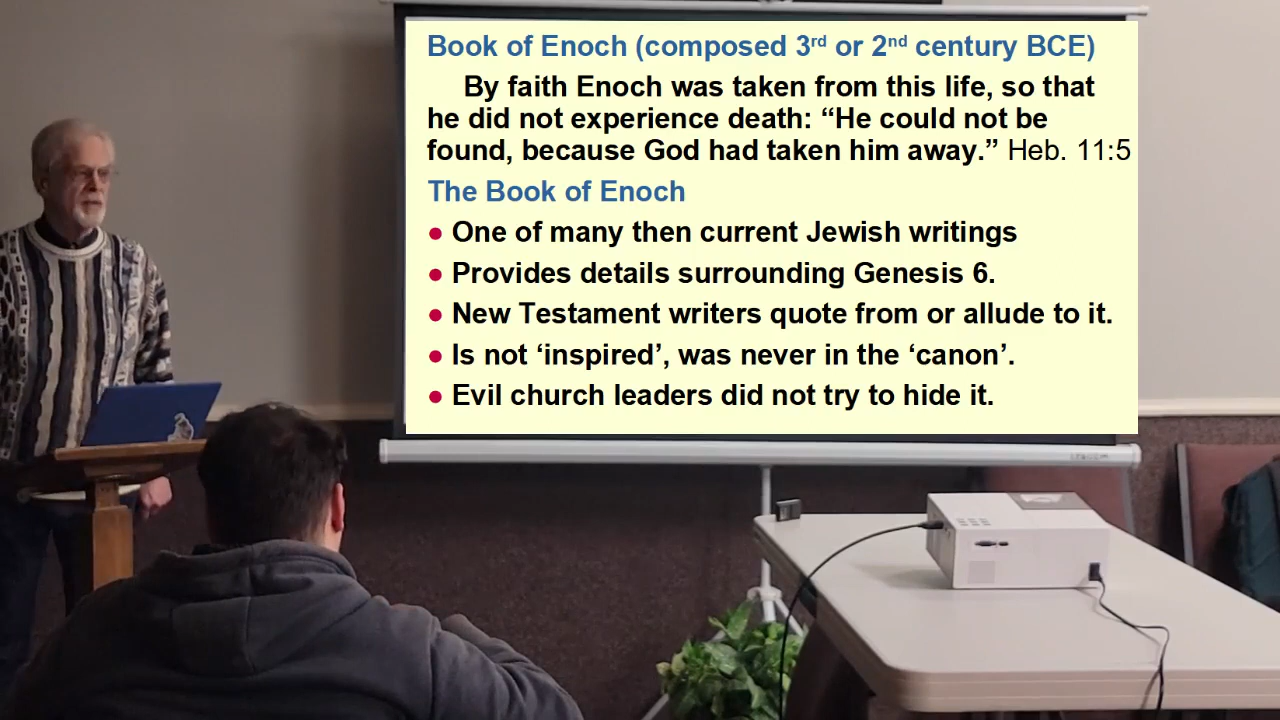 Book of Enoch (composed 3rd or 2nd century BCE)
By faith Enoch was taken from this life, so that
he did not experience death: “He could not be
found, because God had taken him away.” Heb. 11:5
The Book of Enoch
● One of many then current Jewish writings
● Provides details surrounding Genesis 6.
● New Testament writers quote from or allude to it.
● Is not ‘inspired’, was never in the ‘canon’.
● Evil church leaders did not try to hide it.